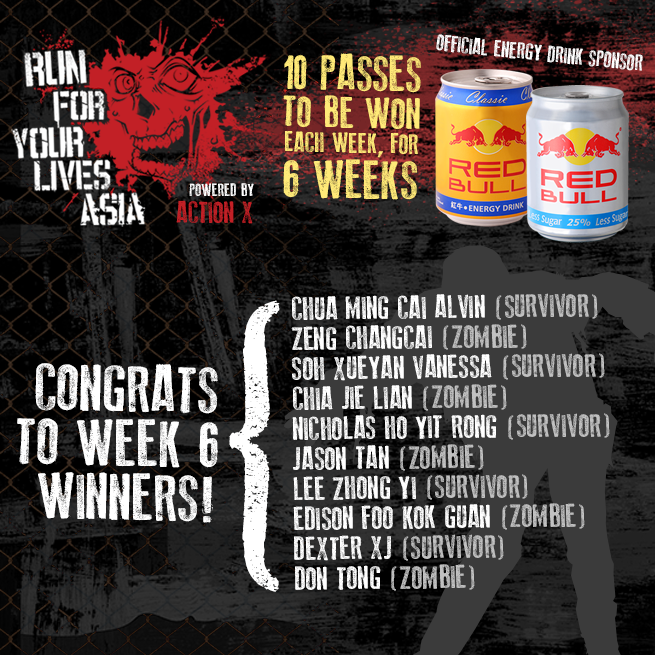 RUN
FOR
YOUR
LIVES
ASIA
POWERED BY
ACTION X
10 PASSES
TO BE WON
EACH WEEK, FOR
6 WEEKS
OFFICIAL ENERGY DRINK SPONSOR
Classic
RED
BULL
紅牛 • ENERGY DRINK
RED
BULL
ess Sugar 25% Less Sugar
CONGRATS
TO WEEK 6
WINNERS!
CHUA MING CAI ALVIN (SURVIVOR)
ZENG CHANGCAI (ZOMBIE)
SOH XUEYAN VANESSA (SURVIVOR)
CHIA JIE LIAN (ZOMBIE)
NICHOLAS HO YIT RONG (SURVIVOR)
JASON TAN (ZOMBIE)
LEE ZHONG YI (SURVIVOR)
EDISON FOO KOK GUAN (ZOMBIE)
DEXTER XJ (SURVIVOR)
DON TONG (ZOMBIE)